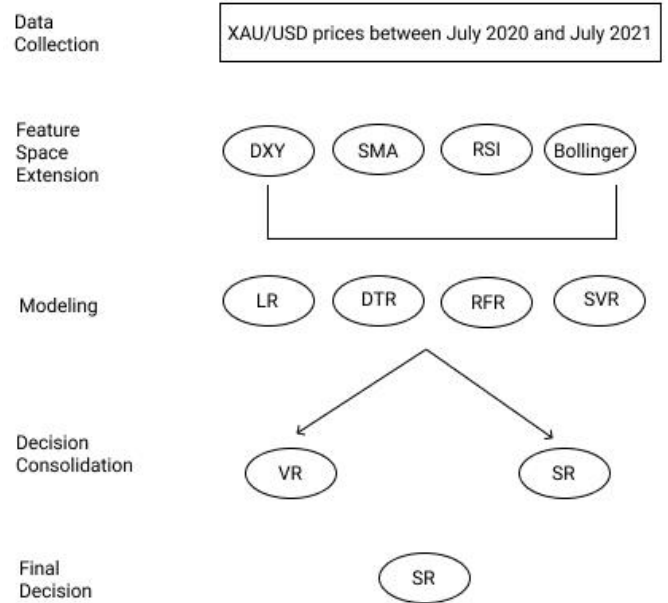 Data
Collection
XAU/USD prices between July 2020 and July 2021
Feature
Space
Extension
DXY
SMA
RSI
Bollinger
Modeling
LR
DTR
RFR
SVR
Decision
Consolidation
VR
SR
Final
Decision
SR